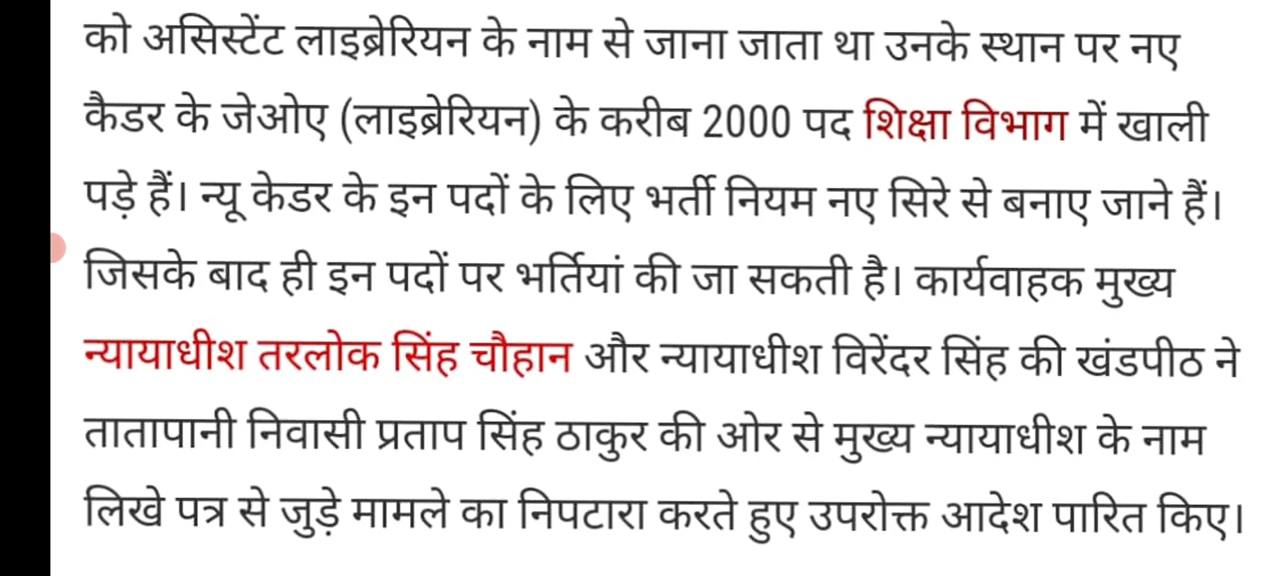 को असिस्टेंट लाइब्रेरियन के नाम से जाना जाता था उनके स्थान पर नए
कैडर के जेओए (लाइब्रेरियन) के करीब 2000 पद शिक्षा विभाग में खाली
पड़े हैं। न्यू केडर के इन पदों के लिए भर्ती नियम नए सिरे से बनाए जाने हैं।
जिसके बाद ही इन पदों पर भर्तियां की जा सकती है। कार्यवाहक मुख्य
न्यायाधीश तरलोक सिंह चौहान और न्यायाधीश विरेंदर सिंह की खंडपीठ ने
तातापानी निवासी प्रताप सिंह ठाकुर की ओर से मुख्य न्यायाधीश के नाम
लिखे पत्र से जुड़े मामले का निपटारा करते हुए उपरोक्त आदेश पारित किए।